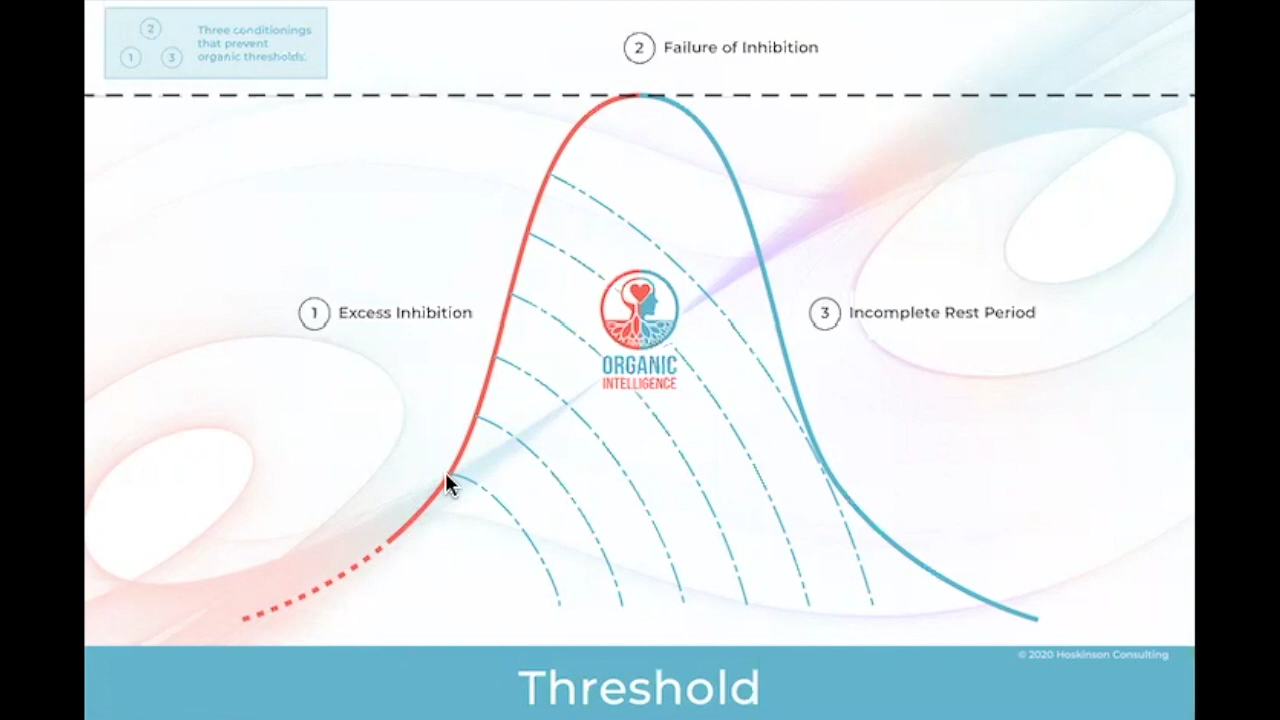 2
1
3
Three conditionings
that prevent
organic thresholds.
2 Failure of Inhibition
1 Excess Inhibition
ORGANIC
INTELLIGENCE
3 Incomplete Rest Period
© 2020 Hoskinson Consulting
Threshold